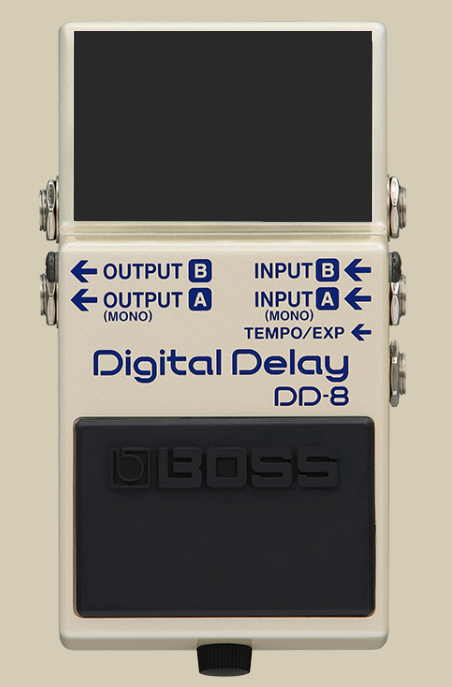 ← OUTPUT B INPUT B ←
← OUTPUT A INPUT A ←
(MONO) (MONO)
TEMPO/EXP ←
Digital Delay
DD-8
BOSS